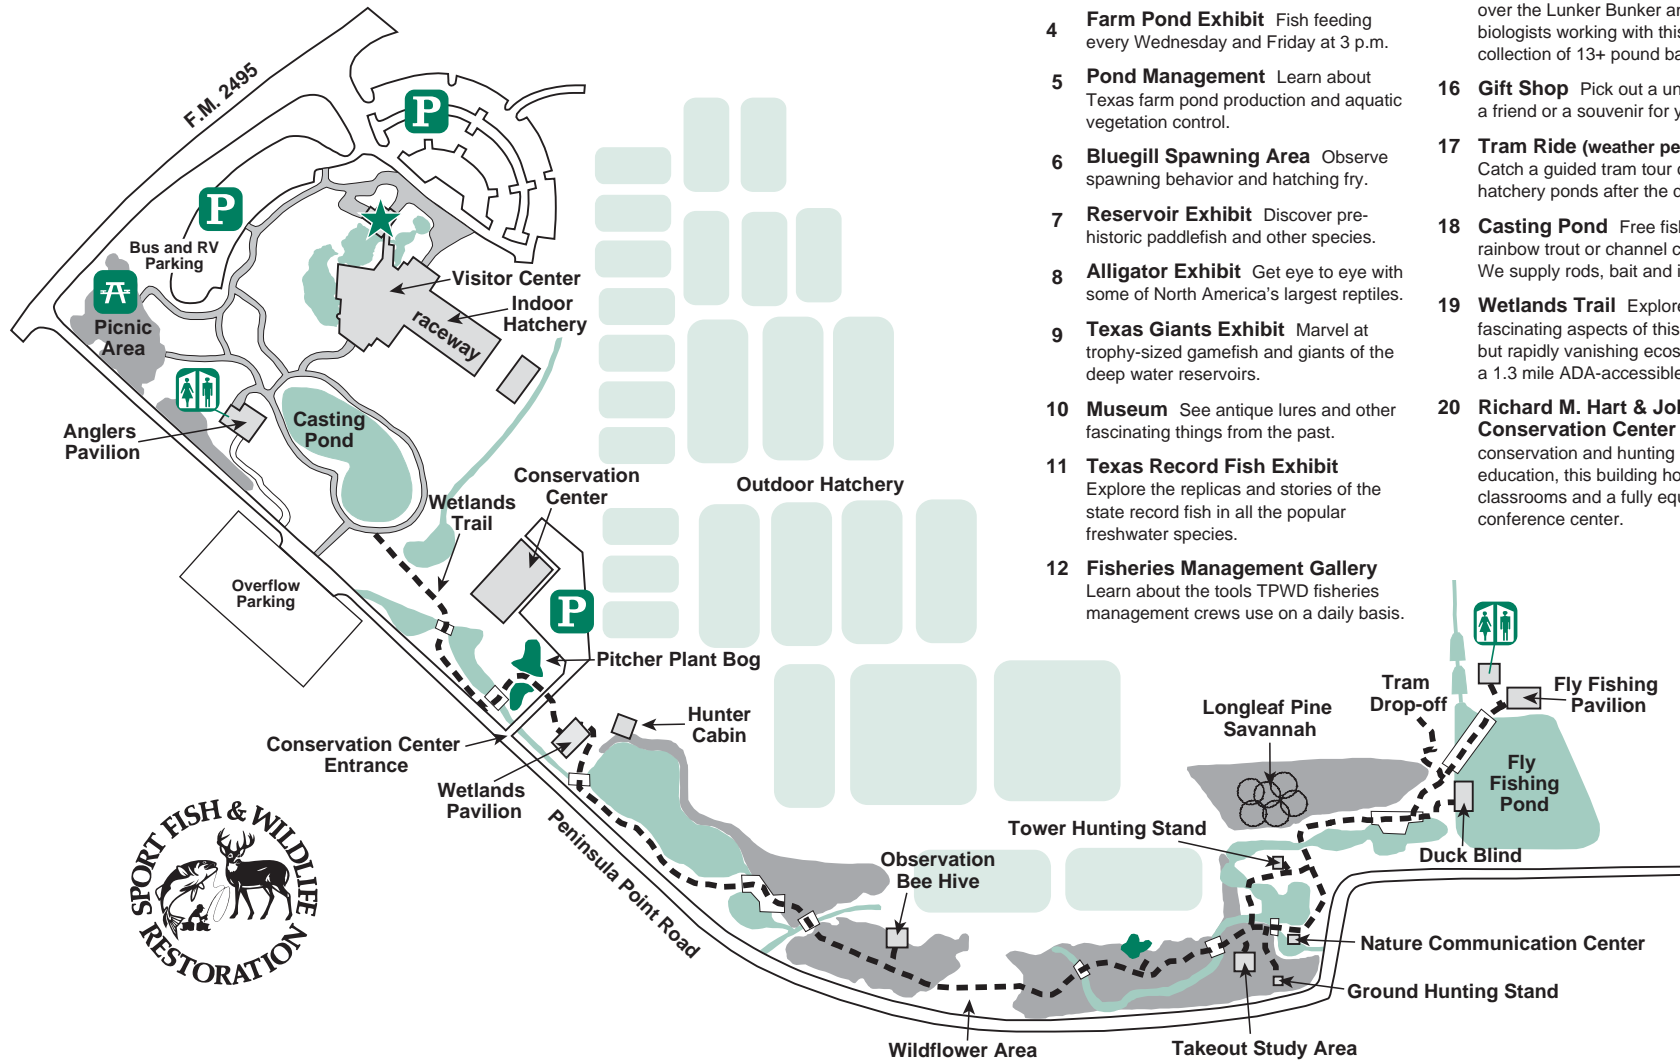 F.M. 2495
P
P
Bus and RV
Parking
Picnic
Area
Visitor Center
Indoor
Hatchery
raceway
Anglers
Pavilion
Casting
Pond
Wetlands
Trail
Conservation
Center
Outdoor Hatchery
Overflow
Parking
P
Pitcher Plant Bog
Hunter
Cabin
Conservation Center
Entrance
Wetlands
Pavilion
Peninsula Point Road
Observation
Bee Hive
Wildflower Area
Tower Hunting Stand
Longleaf Pine
Savannah
Tram
Drop-off
Fly Fishing
Pavilion
Fly
Fishing
Pond
Duck Blind
Nature Communication Center
Ground Hunting Stand
Takeout Study Area
SPORT FISH & WILDLIFE
RESTORATION
4 Farm Pond Exhibit Fish feeding
every Wednesday and Friday at 3 p.m.
5 Pond Management Learn about
Texas farm pond production and aquatic
vegetation control.
6 Bluegill Spawning Area Observe
spawning behavior and hatching fry.
7 Reservoir Exhibit Discover pre-
historic paddlefish and other species.
8 Alligator Exhibit Get eye to eye with
some of North America's largest reptiles.
9 Texas Giants Exhibit Marvel at
trophy-sized gamefish and giants of the
deep water reservoirs.
10 Museum See antique lures and other
fascinating things from the past.
11 Texas Record Fish Exhibit
Explore the replicas and stories of the
state record fish in all the popular
freshwater species.
12 Fisheries Management Gallery
Learn about the tools TPWD fisheries
management crews use on a daily basis.
over the Lunker Bunker
biologists working with
collection of 13+ pound
16 Gift Shop Pick out a
a friend or a souvenir for
17 Tram Ride (weather
Catch a guided tram tour
hatchery ponds after the
18 Casting Pond Free
rainbow trout or channel
We supply rods, bait and
19 Wetlands Trail
fascinating aspects of this
but rapidly vanishing
a 1.3 mile ADA-accessible
20 Richard M. Hart &
Conservation Center
conservation and hunting
education, this building
classrooms and a fully
conference center.